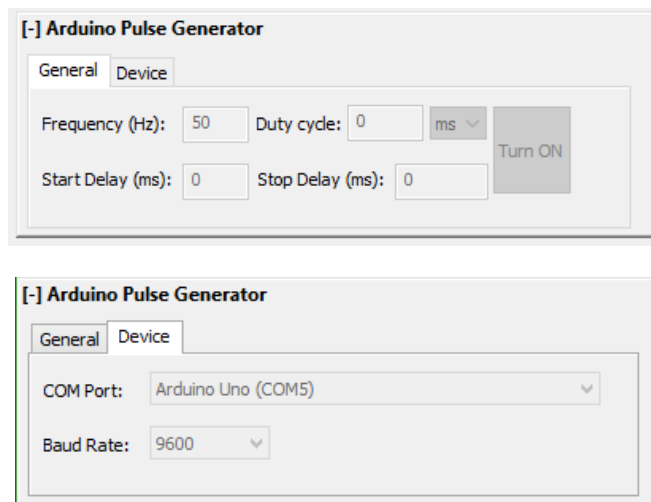 [-] Arduino Pulse Generator
General Device
Frequency (Hz): 50 Duty cycle: 0 ms Turn ON
Start Delay (ms): 0 Stop Delay (ms): 0
[-] Arduino Pulse Generator
General Device
COM Port: Arduino Uno (COM5)
Baud Rate: 9600